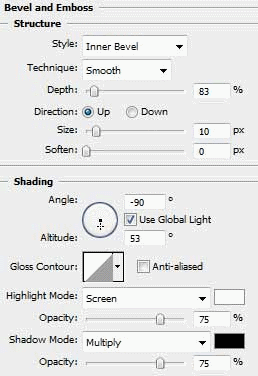 Bevel and Emboss
Structure
Style: Inner Bevel
Technique: Smooth
Depth: 83 %
Direction: Up Down
Size: 10 px
Soften: 0 px
Shading
Angle: -90 °
Use Global Light
Altitude: 53 °
Gloss Contour: Anti-aliased
Highlight Mode: Screen
Opacity: 75 %
Shadow Mode: Multiply
Opacity: 75 %